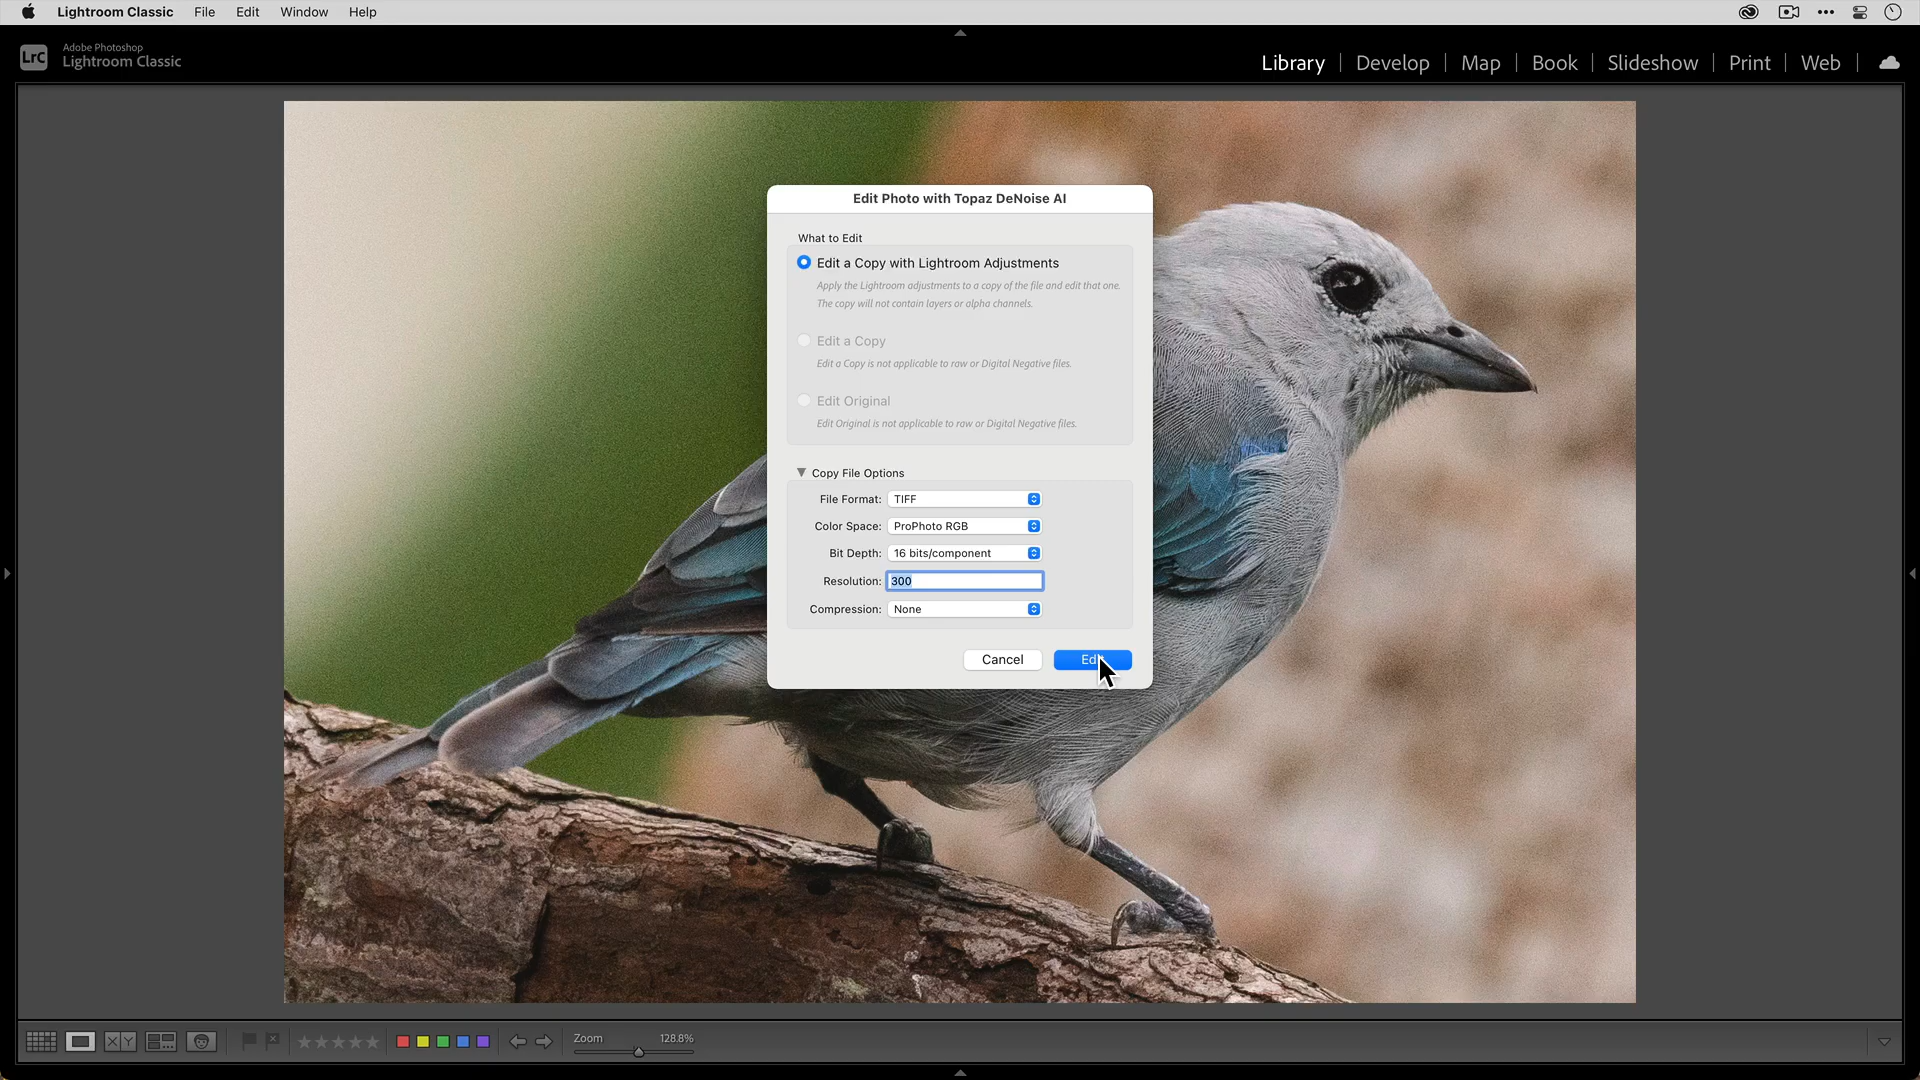 Lightroom Classic File Edit Window Help
LrC
Adobe Photoshop
Lightroom Classic
Library Develop Map Book Slideshow Print Web
Edit Photo with Topaz DeNoise AI
What to Edit
Edit a Copy with Lightroom Adjustments
Apply the Lightroom adjustments to a copy of the file and edit that one.
The copy will not contain layers or alpha channels.
Edit a Copy
Edit a Copy is not applicable to raw or Digital Negative files.
Edit Original
Edit Original is not applicable to raw or Digital Negative files.
Copy File Options
File Format: TIFF
Color Space: ProPhoto RGB
Bit Depth: 16 bits/component
Resolution: 300
Compression: None
Cancel Edit
XY
Zoom 128.8%